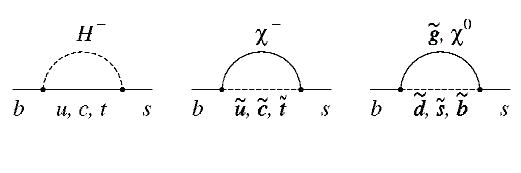 H⁻
b u, c, t s
χ⁻
b ũ, c̃, t̃ s
g̃, χ⁰
b d̃, s̃, b̃ s